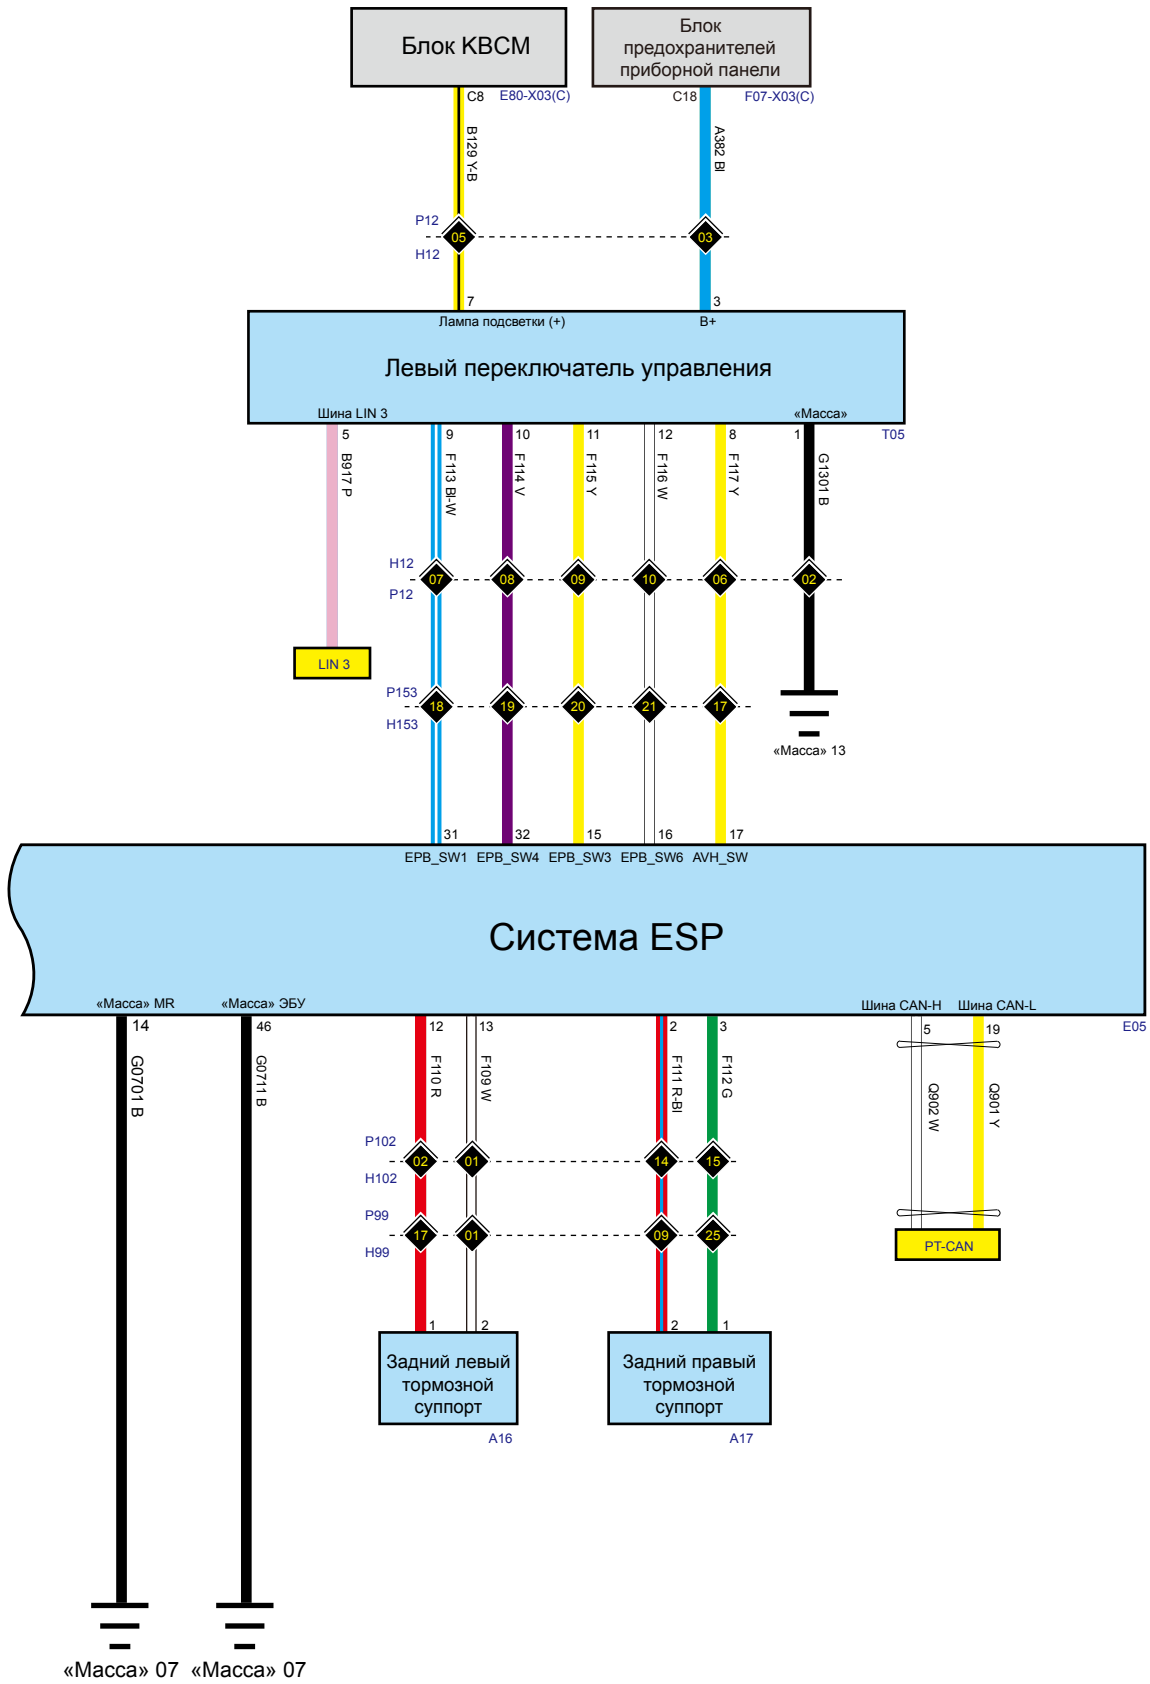 Блок KBCM
Блок
предохранителей
приборной панели
C8
E80-X03(C)
C18
F07-X03(C)
B129 Y-B
A382 Bl
P12
05
03
H12
7
3
Лампа подсветки (+)
B+
Левый переключатель управления
Шина LIN 3
«Масса»
5
9
10
11
12
8
1
T05
B917 P
F113 Bl-W
F114 V
F115 Y
F116 W
F117 Y
G1301 B
H12
07
08
09
10
06
02
P12
LIN 3
P153
18
19
20
21
17
H153
«Масса» 13
31
32
15
16
17
EPB_SW1
EPB_SW4
EPB_SW3
EPB_SW6
AVH_SW
Система ESP
«Масса» MR
«Масса» ЭБУ
Шина CAN-H
Шина CAN-L
14
46
12
13
2
3
5
19
E05
G0701 B
G0711 B
F110 R
F109 W
F111 R-Bl
F112 G
Q902 W
Q901 Y
P102
02
01
14
15
H102
P99
17
01
09
25
H99
PT-CAN
1
2
2
1
Задний левый
тормозной
суппорт
Задний правый
тормозной
суппорт
A16
A17
«Масса» 07
«Масса» 07